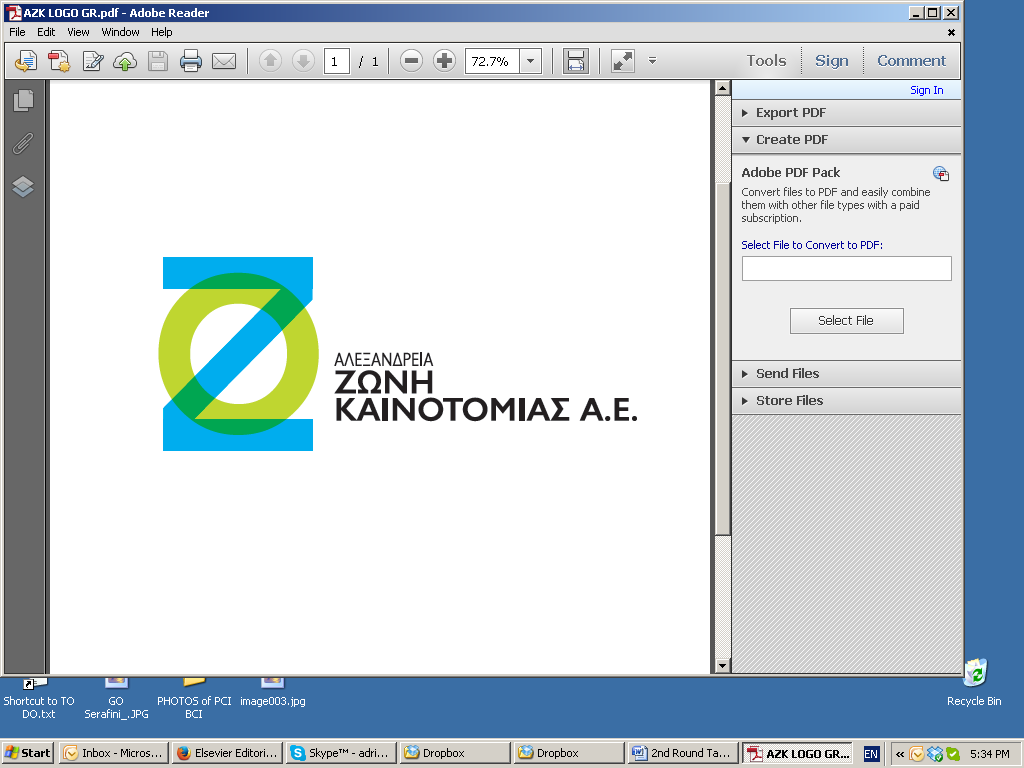 AZK LOGO GR.pdf - Adobe Reader
File Edit View Window Help
1 / 1 72.7% Tools Sign Comment
Sign In
Export PDF
Create PDF
Adobe PDF Pack
Convert files to PDF and easily combine
them with other file types with a paid
subscription.
Select File to Convert to PDF:
Select File
Send Files
Store Files
ΑΛΕΞΑΝΔΡΕΙΑ
ΖΩΝΗ
ΚΑΙΝΟΤΟΜΙΑΣ Α.Ε.
Shortcut to TO
DO.txt
GO
Serafini_.JPG
PHOTOS of PCI
BCI
image003.jpg
Recycle Bin
Start Inbox - Micros... Elsevier Editori... Skype™ - adri... Dropbox Dropbox 2nd Round Ta... AZK LOGO GR... EN « 5:34 PM